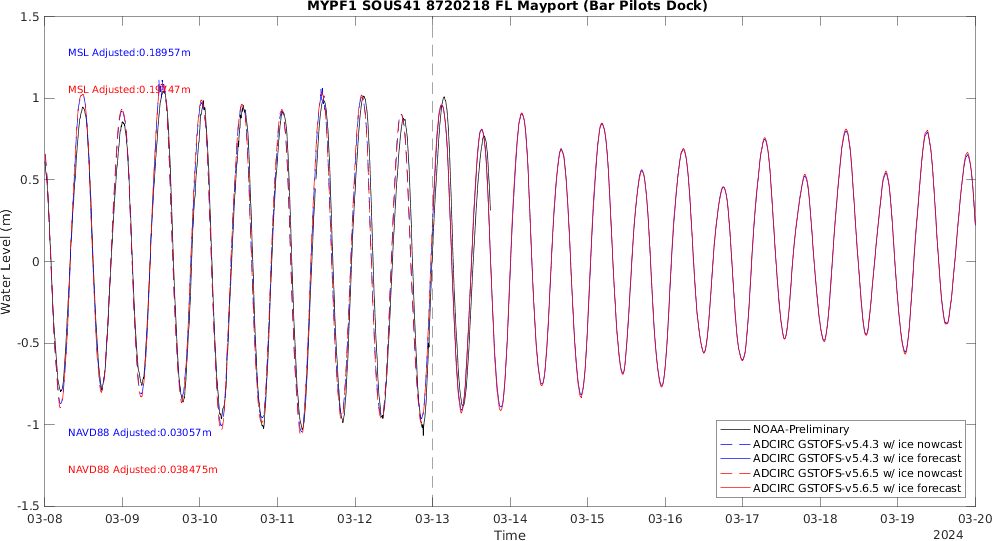 MYPF1 SOUS41 8720218 FL Mayport (Bar Pilots Dock)
1.5
MSL Adjusted:0.18957m
MSL Adjusted:0.19747m
1
0.5
0
-0.5
-1
-1.5
Water Level (m)
NAVD88 Adjusted:0.03057m
NAVD88 Adjusted:0.038475m
NOAA-Preliminary
ADCIRC GSTOFS-v5.4.3 w/ ice nowcast
ADCIRC GSTOFS-v5.4.3 w/ ice forecast
ADCIRC GSTOFS-v5.6.5 w/ ice nowcast
ADCIRC GSTOFS-v5.6.5 w/ ice forecast
03-08 03-09 03-10 03-11 03-12 03-13 03-14 03-15 03-16 03-17 03-18 03-19 03-20
Time
2024